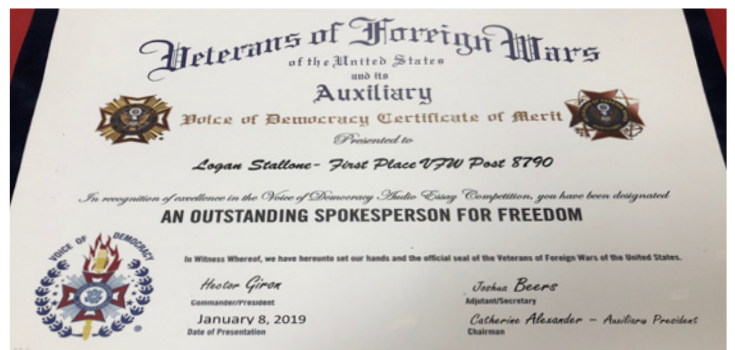 Veterans of Foreign Wars
of the United States
and its
Auxiliary
Voice of Democracy Certificate of Merit
Presented to
Logan Stallone- First Place VFW Post 8790
In recognition of excellence in the Voice of Democracy Audio Essay Competition, you have been designated
AN OUTSTANDING SPOKESPERSON FOR FREEDOM
VOICE OF DEMOCRACY
In Witness Whereof, we have hereunto set our hands and the official seal of the Veterans of Foreign Wars of the United States.
Hector Giron
Commander/President
January 8, 2019
Date of Presentation
Joshua Beers
Adjutant/Secretary
Catherine Alexander - Auxiliary President
Chairman